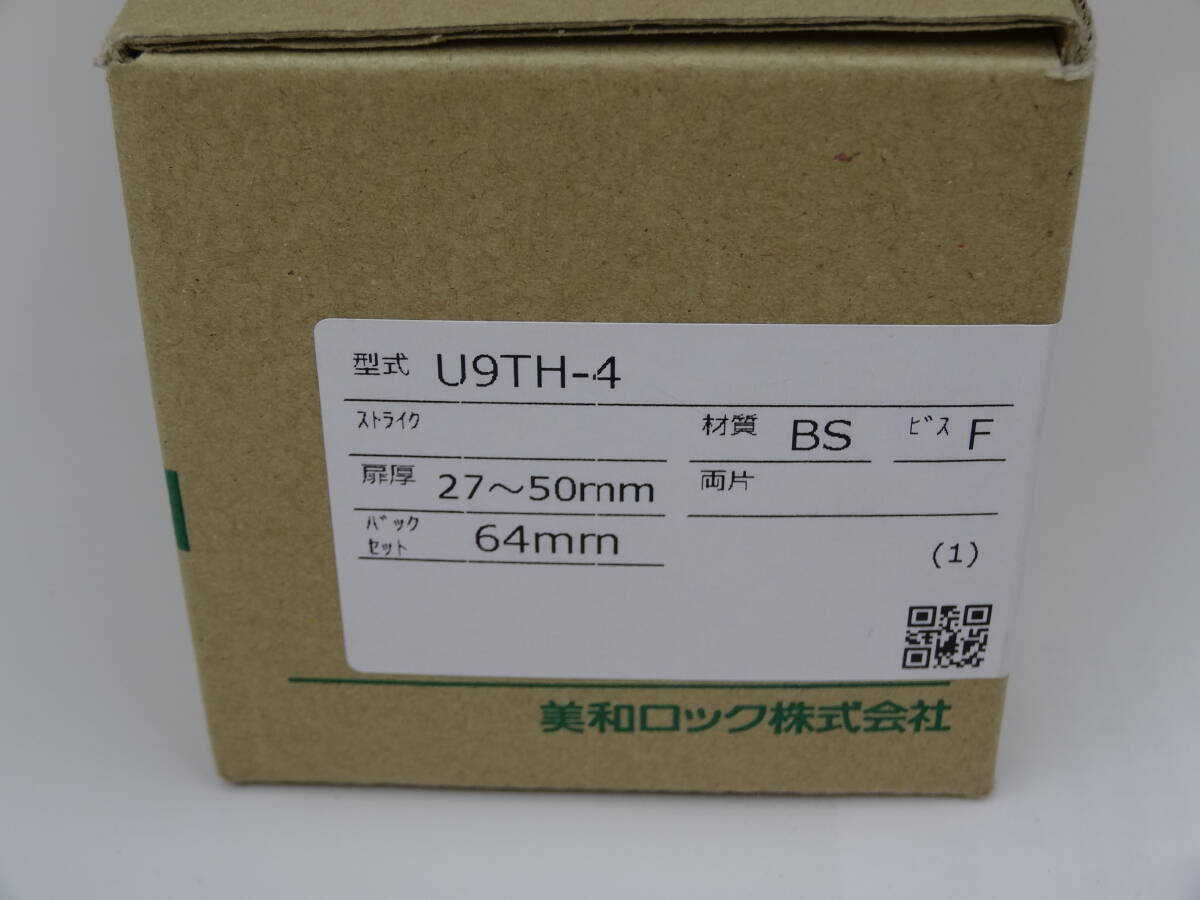 型式 U9TH-4
ｽﾄﾗｲｸ 材質 BS ﾋﾞｽ F
扉厚 27～50mm 両片
ﾊﾞｯｸ
ｾｯﾄ 64mm
(1)
美和ロック株式会社